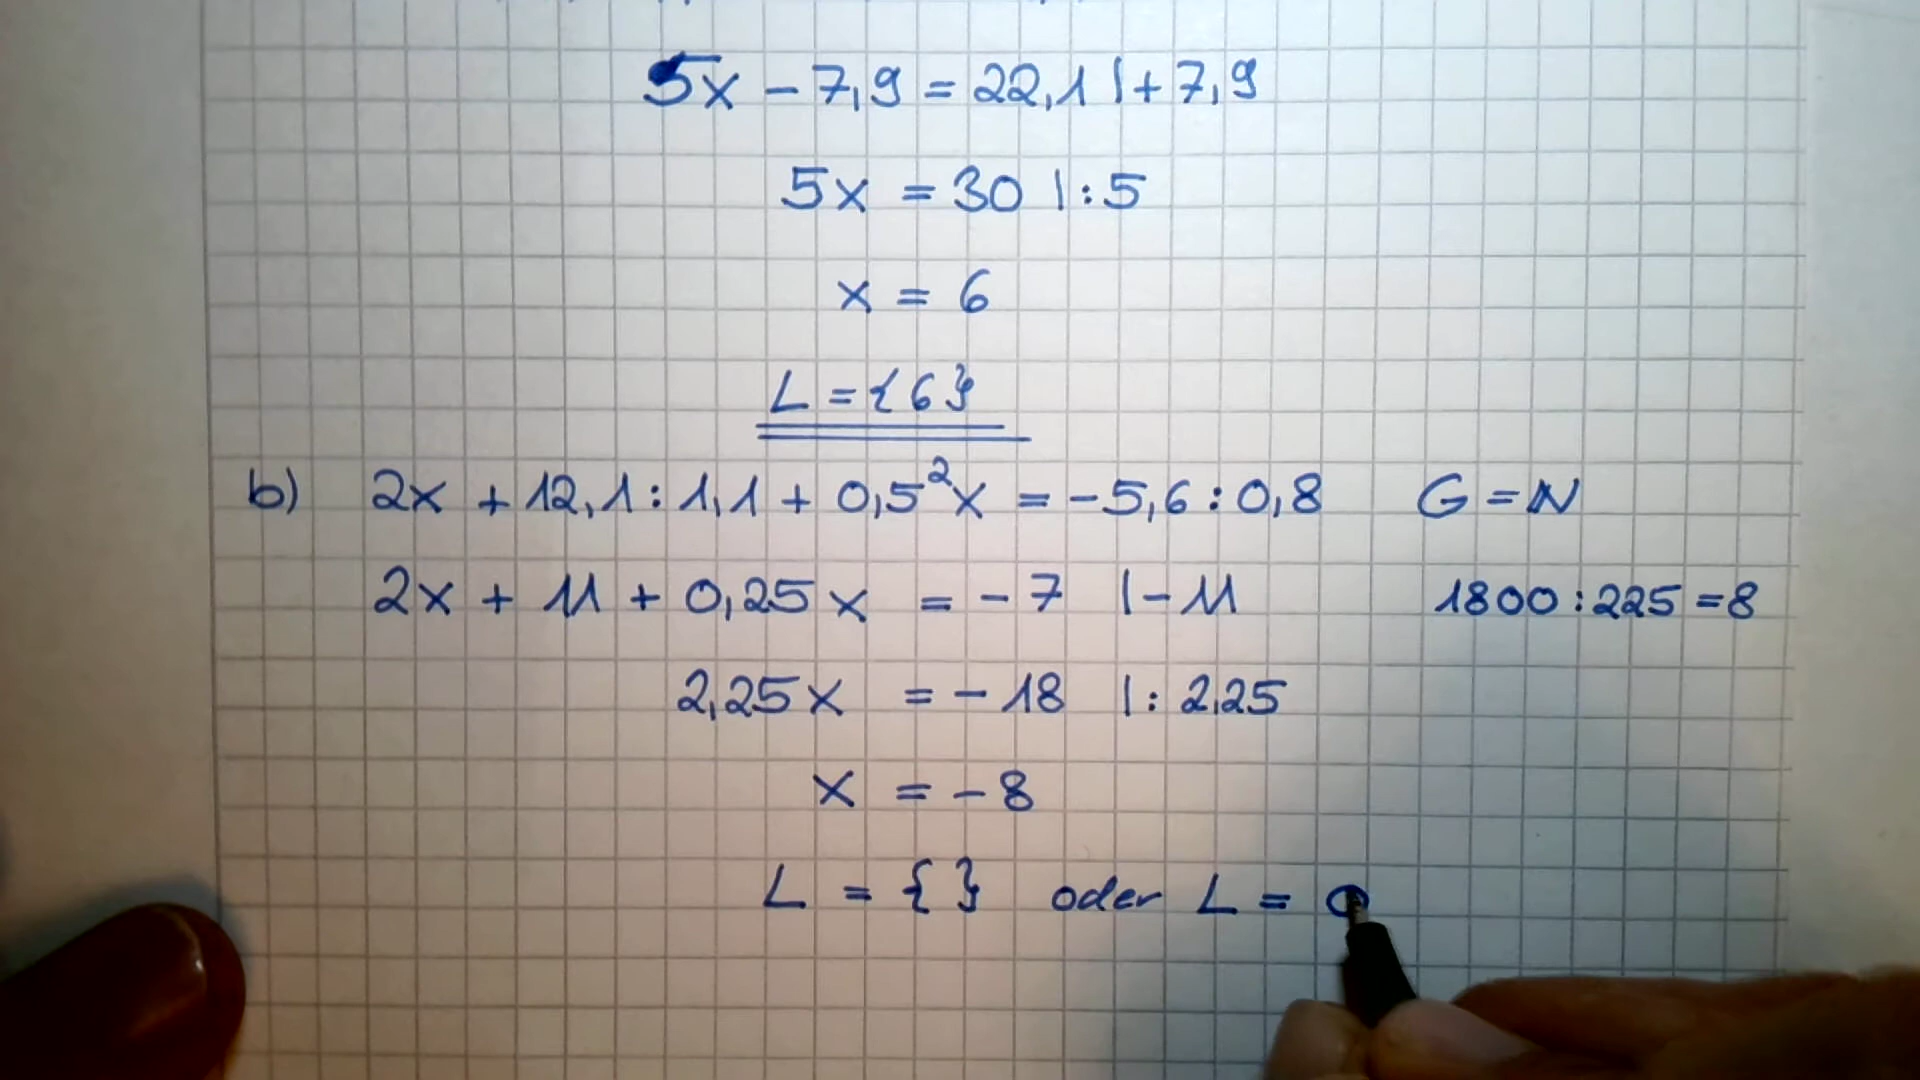 5x - 7,9 = 22,1 |+ 7,9
5x = 30 |: 5
x = 6
L = {6}
b) 2x + 12,1 : 1,1 + 0,5²x = -5,6 : 0,8 G = ℕ
2x + 11 + 0,25x = -7 |- 11 1800 : 225 = 8
2,25x = -18 |: 2,25
x = -8
L = { } oder L =